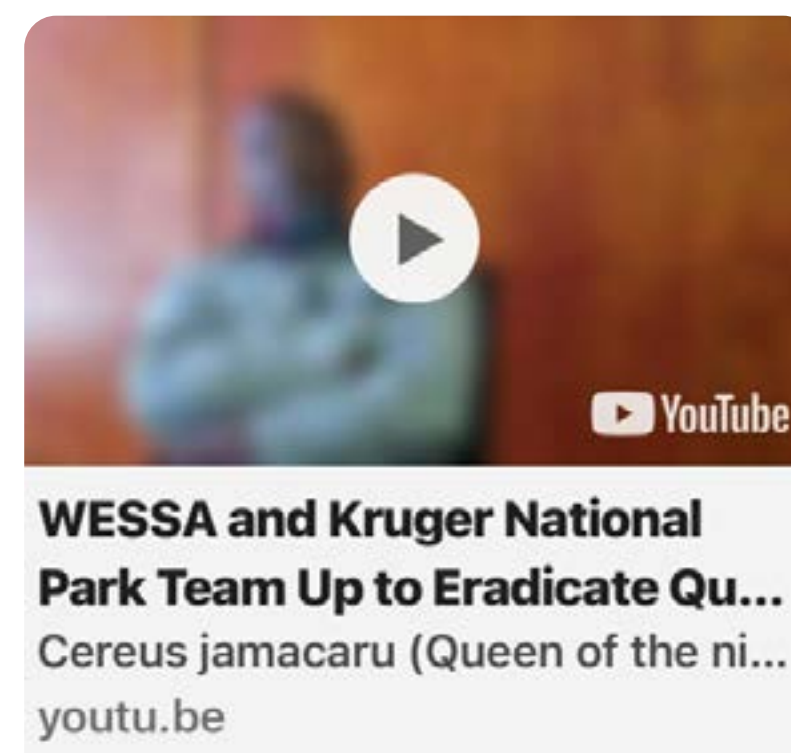 YouTube
WESSA and Kruger National
Park Team Up to Eradicate Qu...
Cereus jamacaru (Queen of the ni...
youtu.be